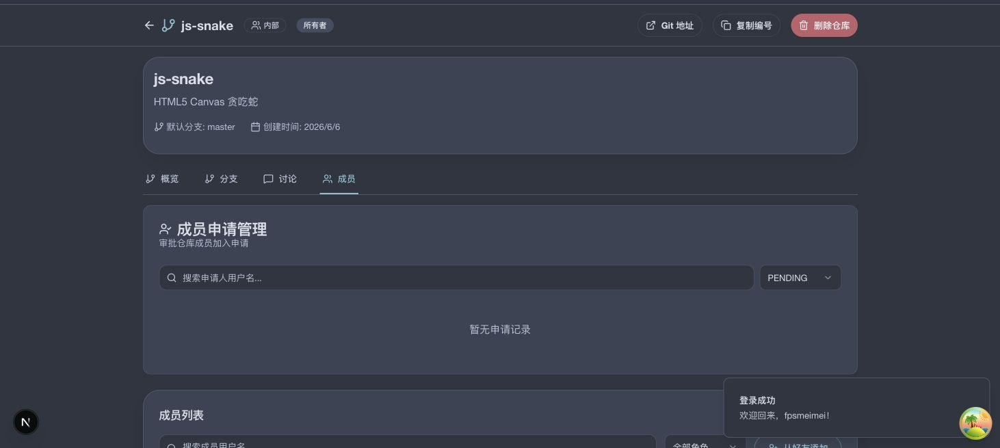 js-snake 内部 所有者 Git 地址 复制编号 删除仓库
js-snake
HTML5 Canvas 贪吃蛇
默认分支: master 创建时间: 2026/6/6
概览 分支 讨论 成员
成员申请管理
审批仓库成员加入申请
搜索申请人用户名... PENDING
暂无申请记录
登录成功
成员列表
欢迎回来，fpsmeimei！
N
搜索成员用户名 全部角色 从好友添加